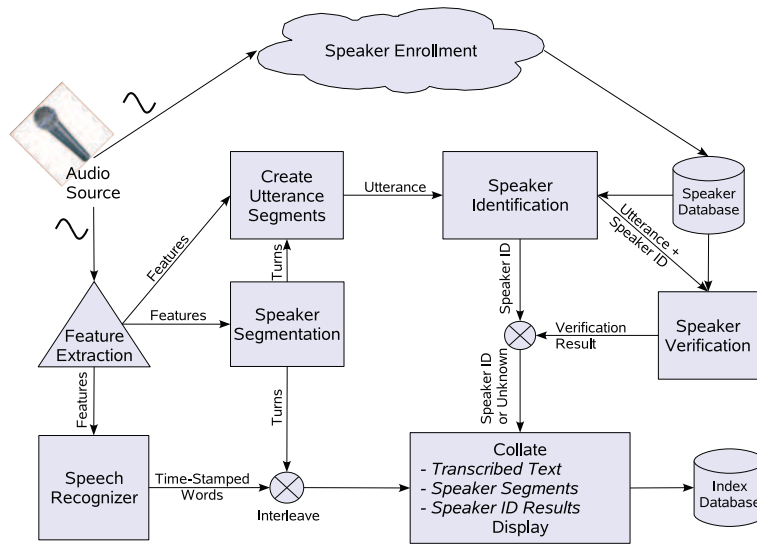 Speaker Enrollment
Audio
Source
Create
Utterance
Segments
Utterance
Speaker
Identification
Speaker
Database
Utterance +
Speaker ID
Features
Turns
Speaker ID
Feature
Extraction
Features
Speaker
Segmentation
Verification
Result
Speaker
Verification
Features
Turns
Speaker ID
or Unknown
Speech
Recognizer
Time-Stamped
Words
Interleave
Collate
- Transcribed Text
- Speaker Segments
- Speaker ID Results
Display
Index
Database